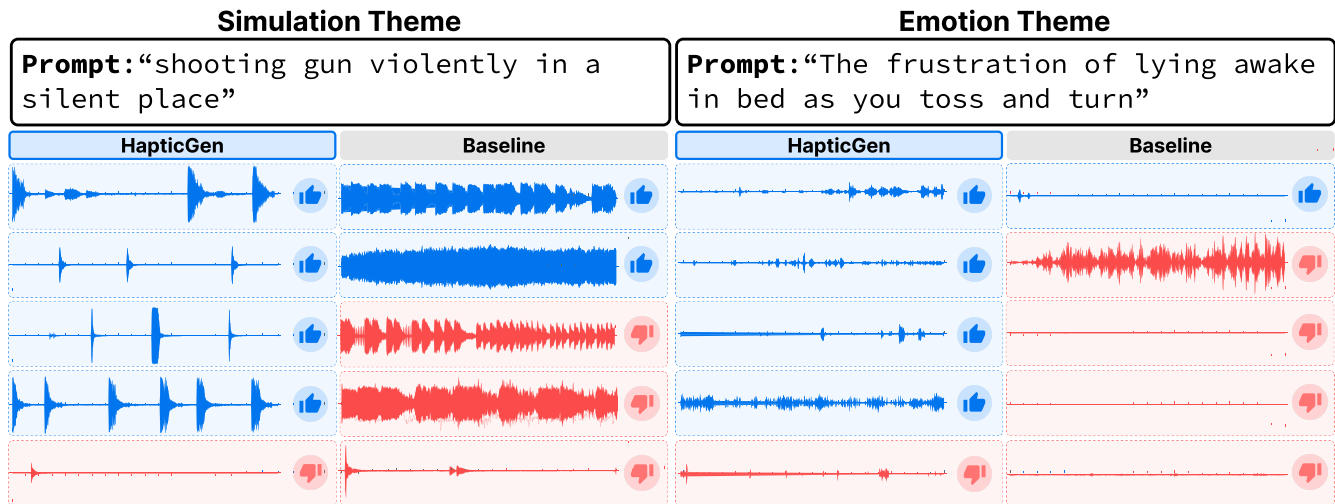 Simulation Theme
Prompt:“shooting gun violently in a
silent place”
HapticGen
Baseline
Emotion Theme
Prompt:“The frustration of lying awake
in bed as you toss and turn”
HapticGen
Baseline